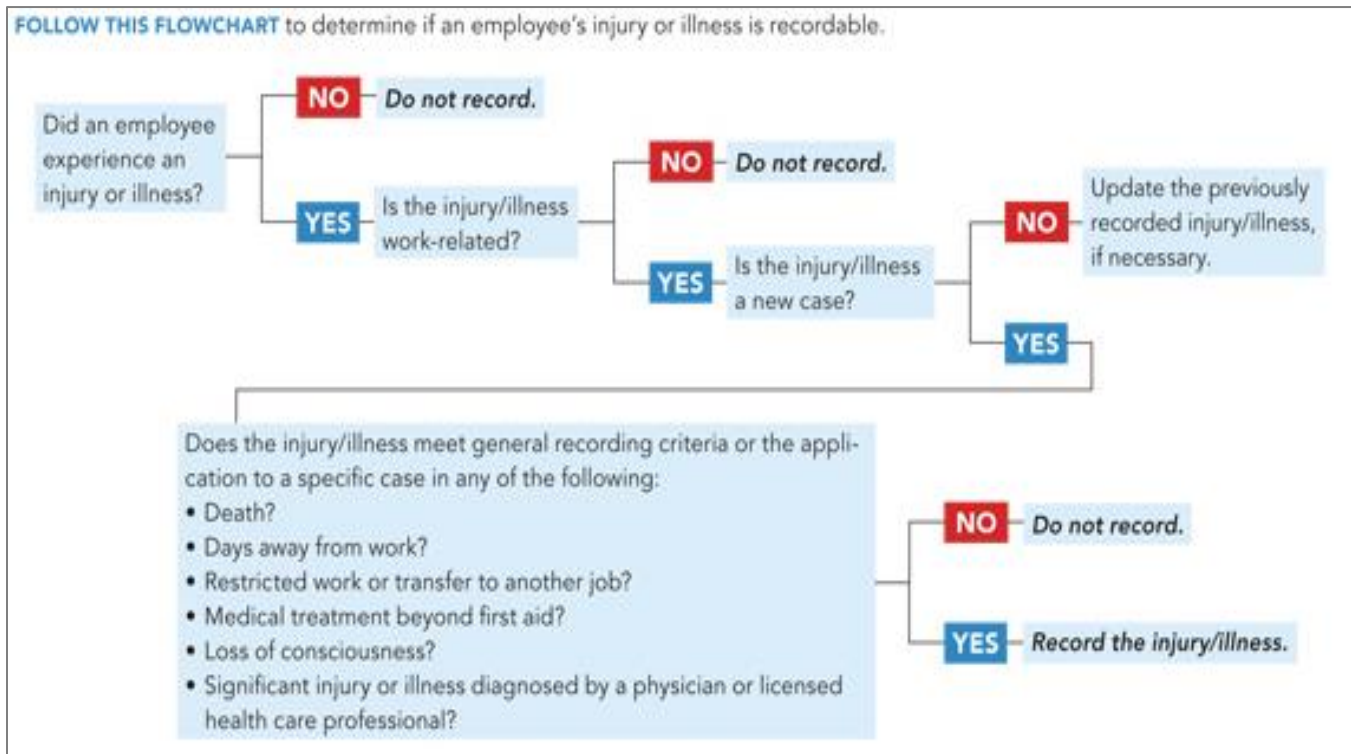 FOLLOW THIS FLOWCHART to determine if an employee's injury or illness is recordable.
Did an employee
experience an
injury or illness?
NO
Do not record.
YES
Is the injury/illness
work-related?
NO
Do not record.
YES
Is the injury/illness
a new case?
NO
Update the previously
recorded injury/illness,
if necessary.
YES
Does the injury/illness meet general recording criteria or the appli-
cation to a specific case in any of the following:
• Death?
• Days away from work?
• Restricted work or transfer to another job?
• Medical treatment beyond first aid?
• Loss of consciousness?
• Significant injury or illness diagnosed by a physician or licensed
health care professional?
NO
Do not record.
YES
Record the injury/illness.